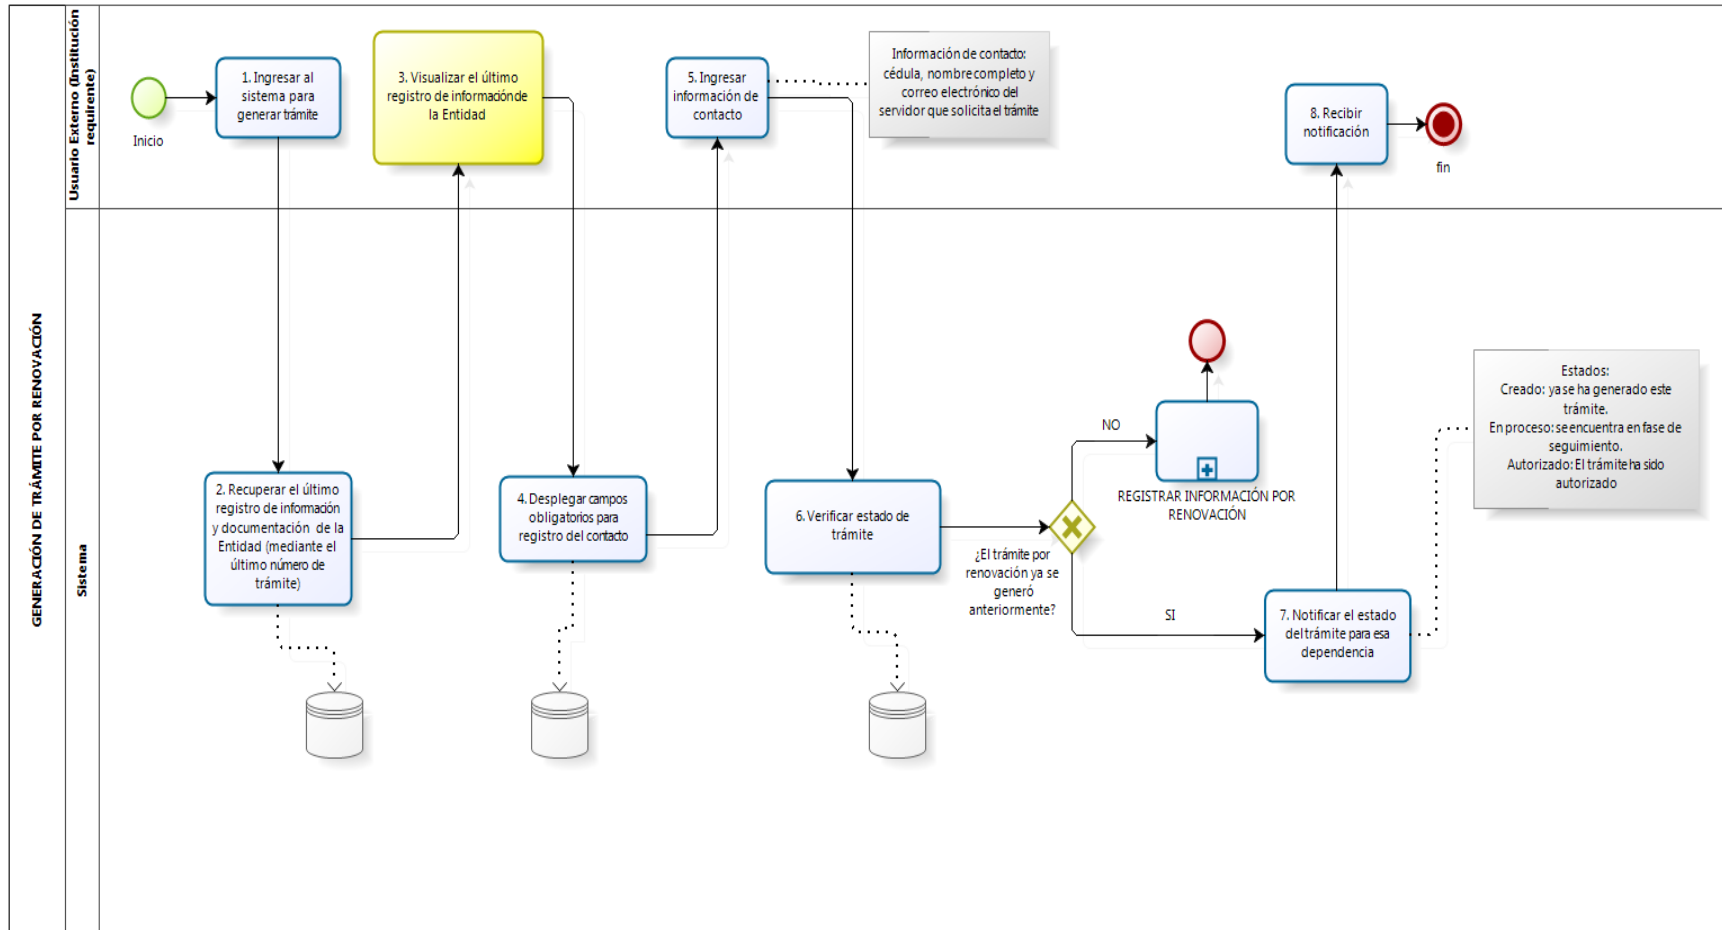 GENERACIÓN DE TRÁMITE POR RENOVACIÓN
Usuario Externo (Institución
requirente)
Inicio
1. Ingresar al
sistema para
generar trámite
3. Visualizar el último
registro de información de
la Entidad
5. Ingresar
información de
contacto
Información de contacto:
cédula, nombre completo y
correo electrónico del
servidor que solicita el trámite
8. Recibir
notificación
fin
Sistema
2. Recuperar el último
registro de información
y documentación de la
Entidad (mediante el
último número de
trámite)
4. Desplegar campos
obligatorios para
registro del contacto
6. Verificar estado de
trámite
¿El trámite por
renovación ya se
generó
anteriormente?
NO
REGISTRAR INFORMACIÓN POR
RENOVACIÓN
SI
7. Notificar el estado
del trámite para esa
dependencia
Estados:
Creado: ya se ha generado este
trámite.
En proceso: se encuentra en fase de
seguimiento.
Autorizado: El trámite ha sido
autorizado